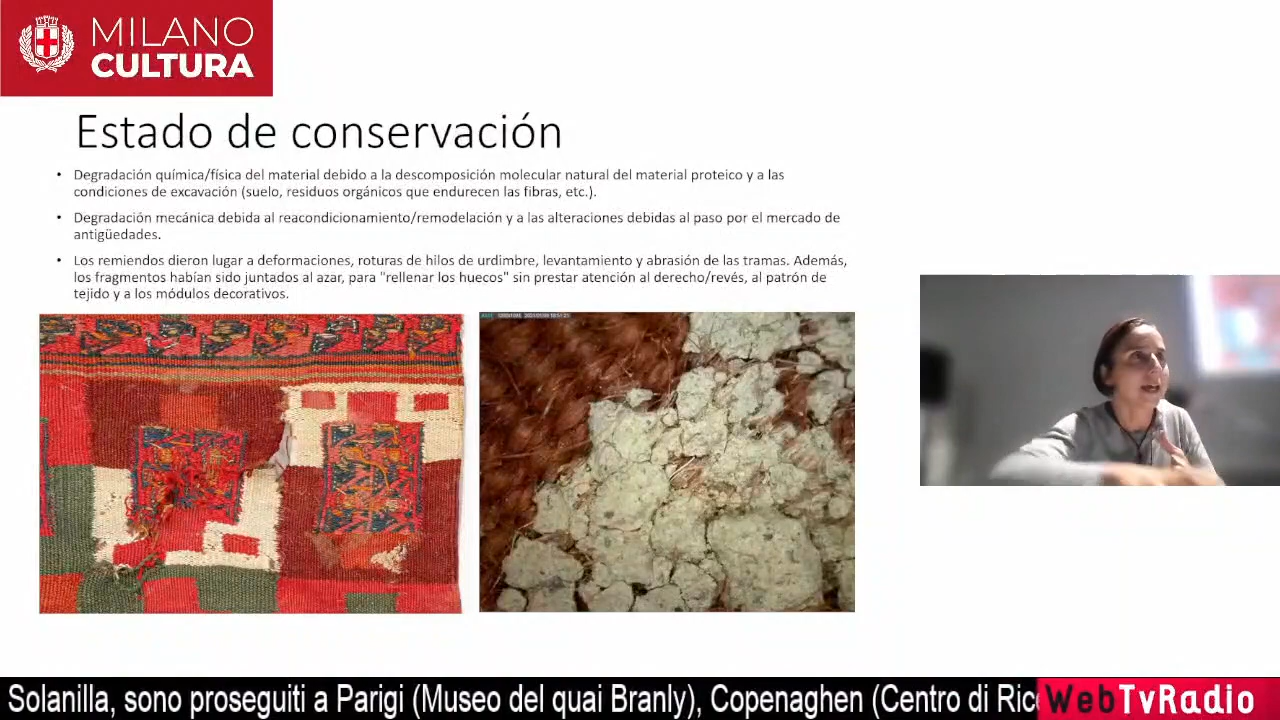 MILANO
CULTURA
Estado de conservación
• Degradación química/física del material debido a la descomposición molecular natural del material proteico y a las
condiciones de excavación (suelo, residuos orgánicos que endurecen las fibras, etc.).
• Degradación mecánica debida al reacondicionamiento/remodelación y a las alteraciones debidas al paso por el mercado de
antigüedades.
• Los remiendos dieron lugar a deformaciones, roturas de hilos de urdimbre, levantamiento y abrasión de las tramas. Además,
los fragmentos habían sido juntados al azar, para "rellenar los huecos" sin prestar atención al derecho/revés, al patrón de
tejido y a los módulos decorativos.
Solanilla, sono proseguiti a Parigi (Museo del quai Branly), Copenaghen (Centro di Ric
WebTvRadio